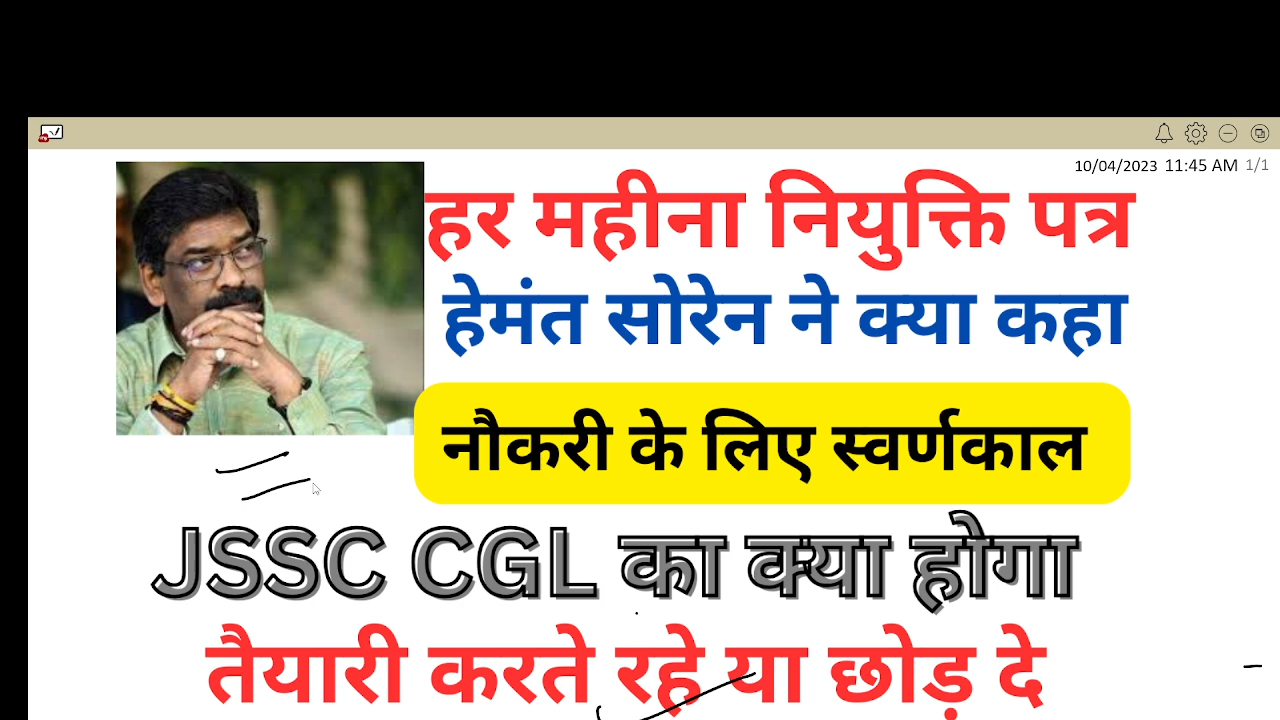 10/04/2023 11:45 AM 1/1
हर महीना नियुक्ति पत्र
हेमंत सोरेन ने क्या कहा
नौकरी के लिए स्वर्णकाल
JSSC CGL का क्या होगा
तैयारी करते रहे या छोड़ दे